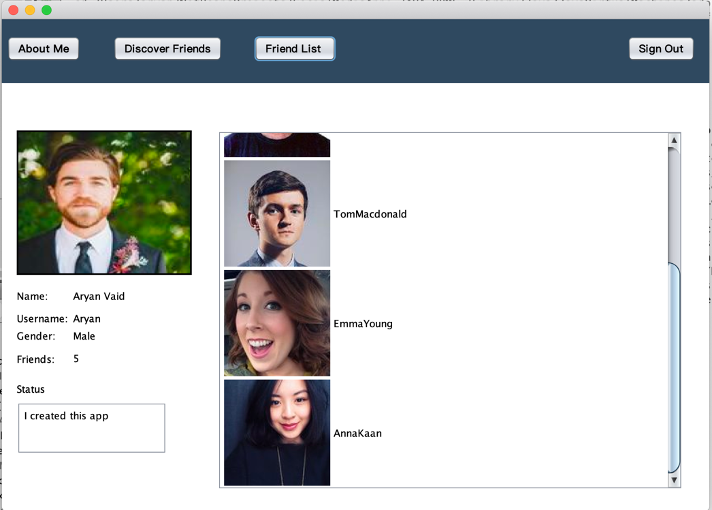 About Me
Discover Friends
Friend List
Sign Out
TomMacdonald
EmmaYoung
AnnaKaan
Name: Aryan Vaid
Username: Aryan
Gender: Male
Friends: 5
Status
I created this app